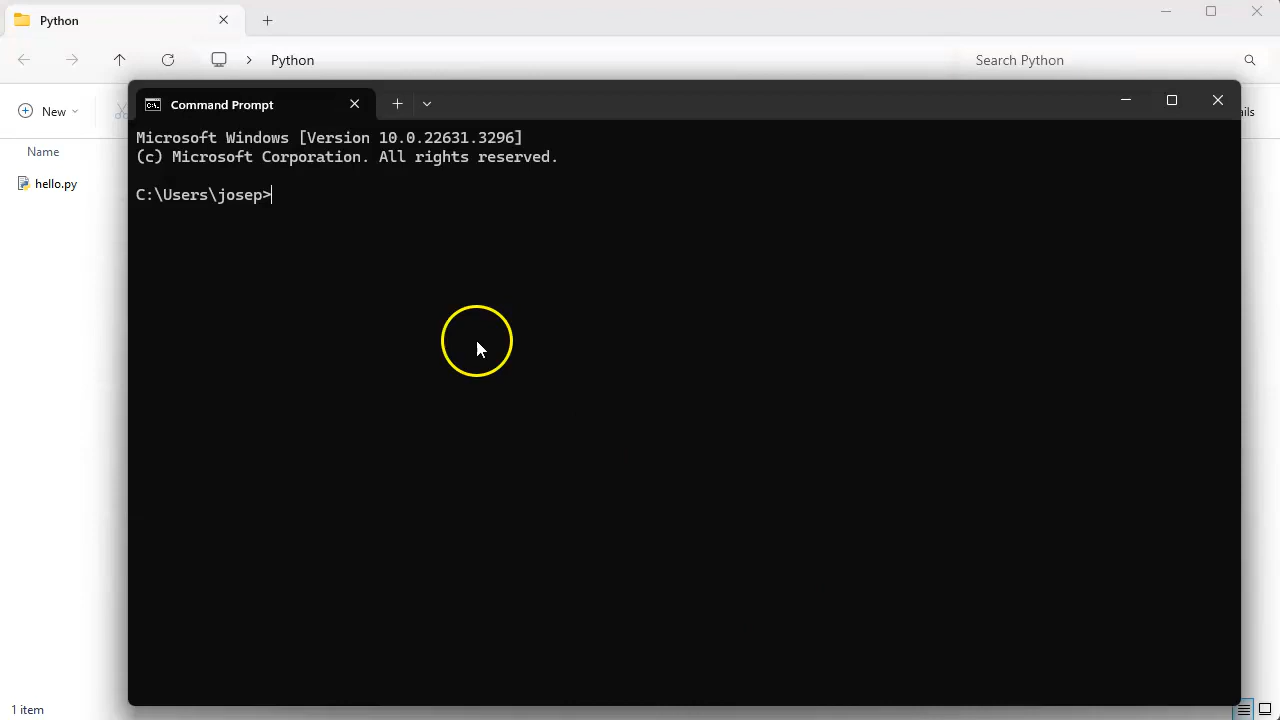 Python
Python
Search Python
New
ails
Name
hello.py
Command Prompt
Microsoft Windows [Version 10.0.22631.3296]
(c) Microsoft Corporation. All rights reserved.
C:\Users\josep>
1 item